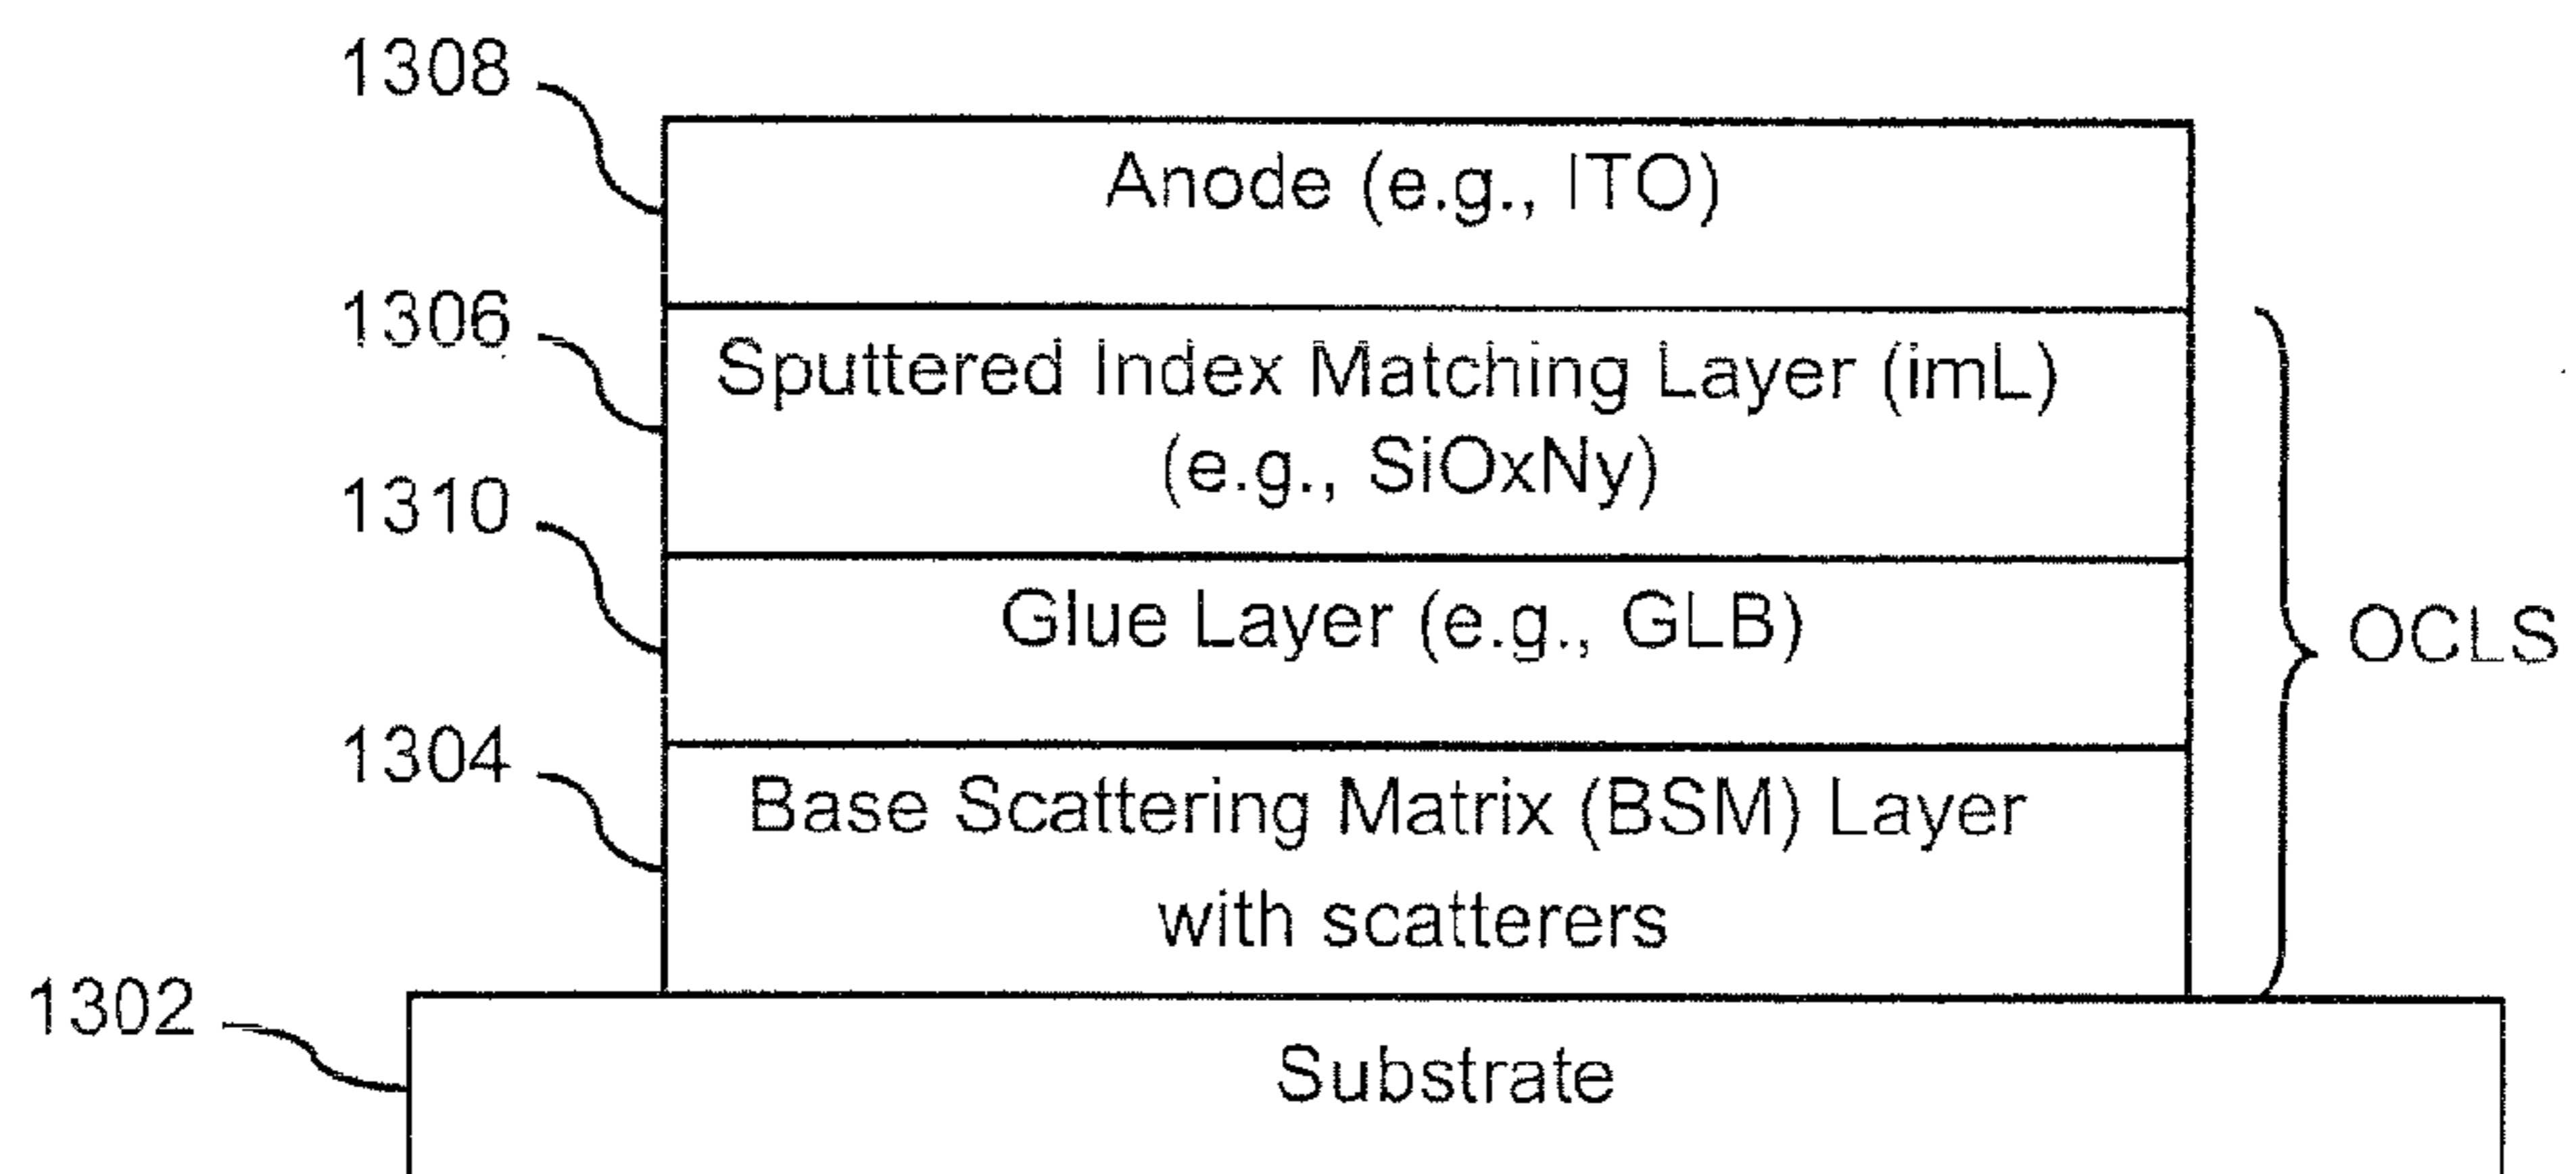 1308
Anode (e.g., ITO)
1306
Sputtered Index Matching Layer (imL)
(e.g., SiOxNy)
1310
Glue Layer (e.g., GLB)
OCLS
1304
Base Scattering Matrix (BSM) Layer
with scatterers
1302
Substrate